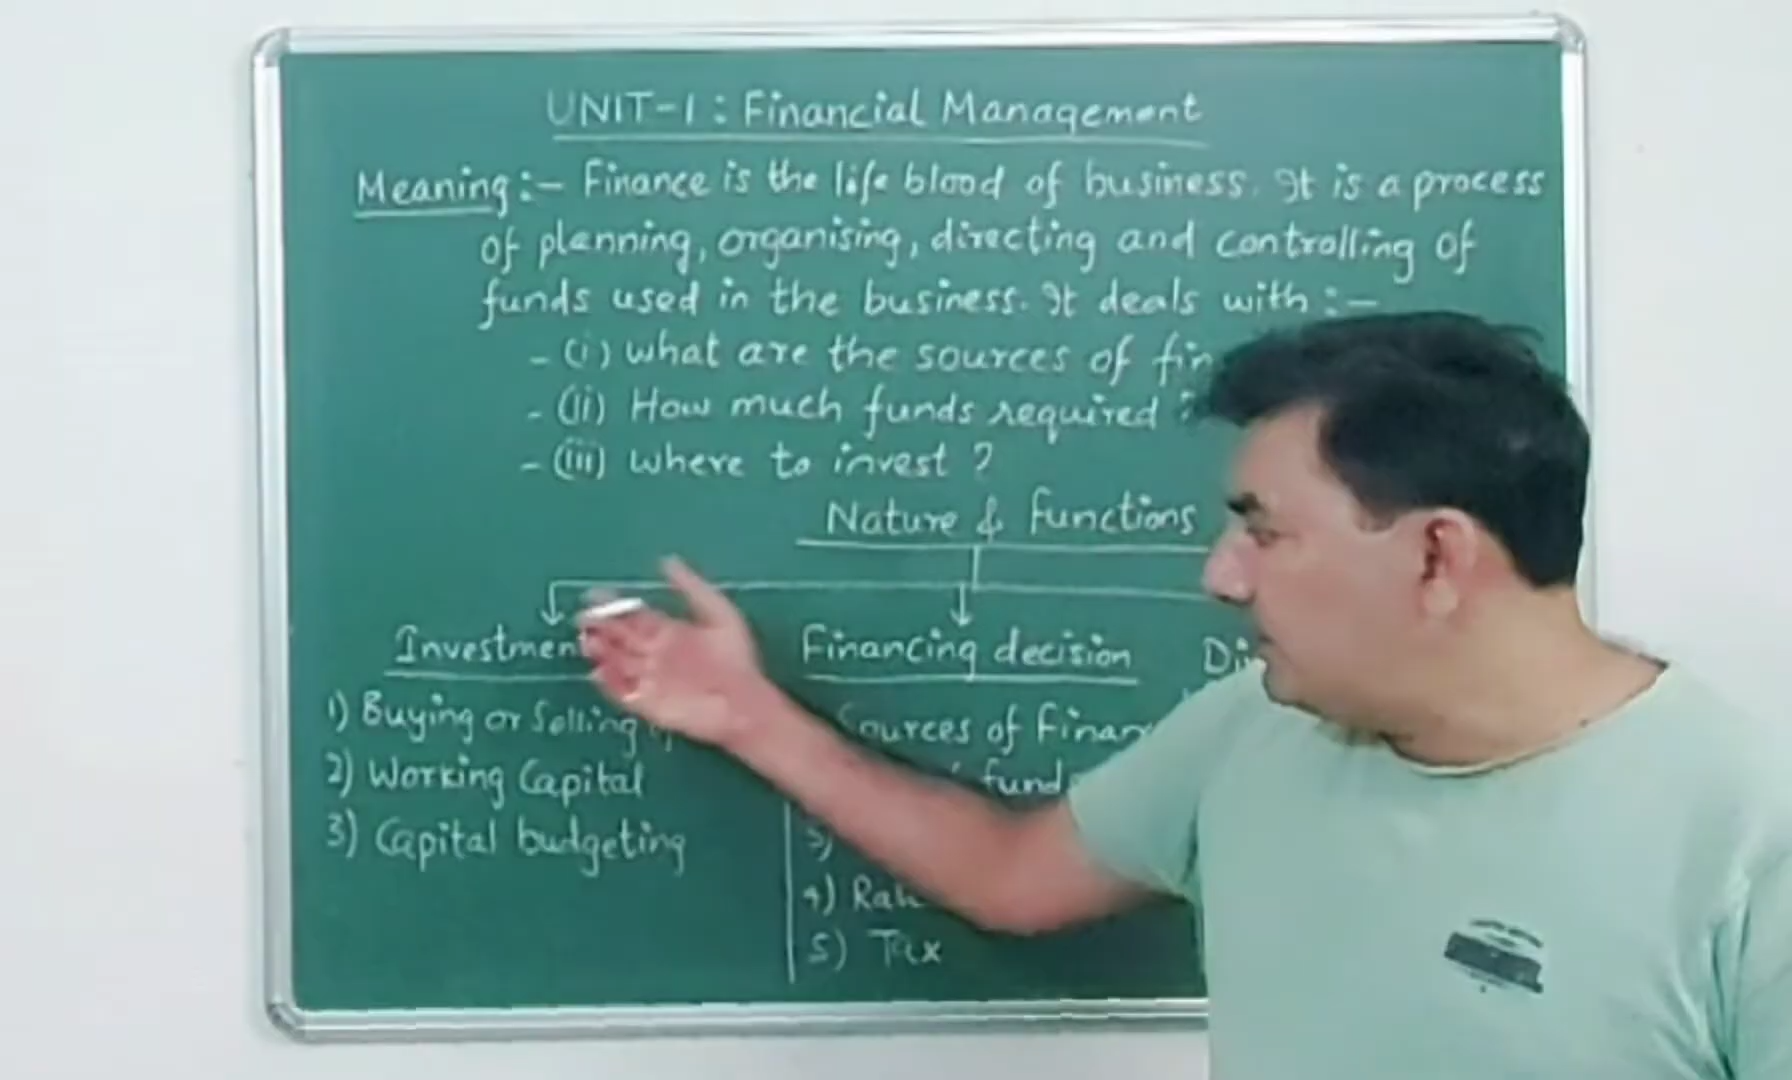 UNIT-1: Financial Management
Meaning:- Finance is the life blood of business. It is a process
of planning, organising, directing and controlling of
funds used in the business. It deals with:-
- (i) what are the sources of
- (ii) How much funds required ?
- (iii) where to invest ?
Nature & functions
Investment
Financing decision
1) Buying or Selling
2) Working Capital
3) Capital budgeting
Sources of
4)
5) Tax